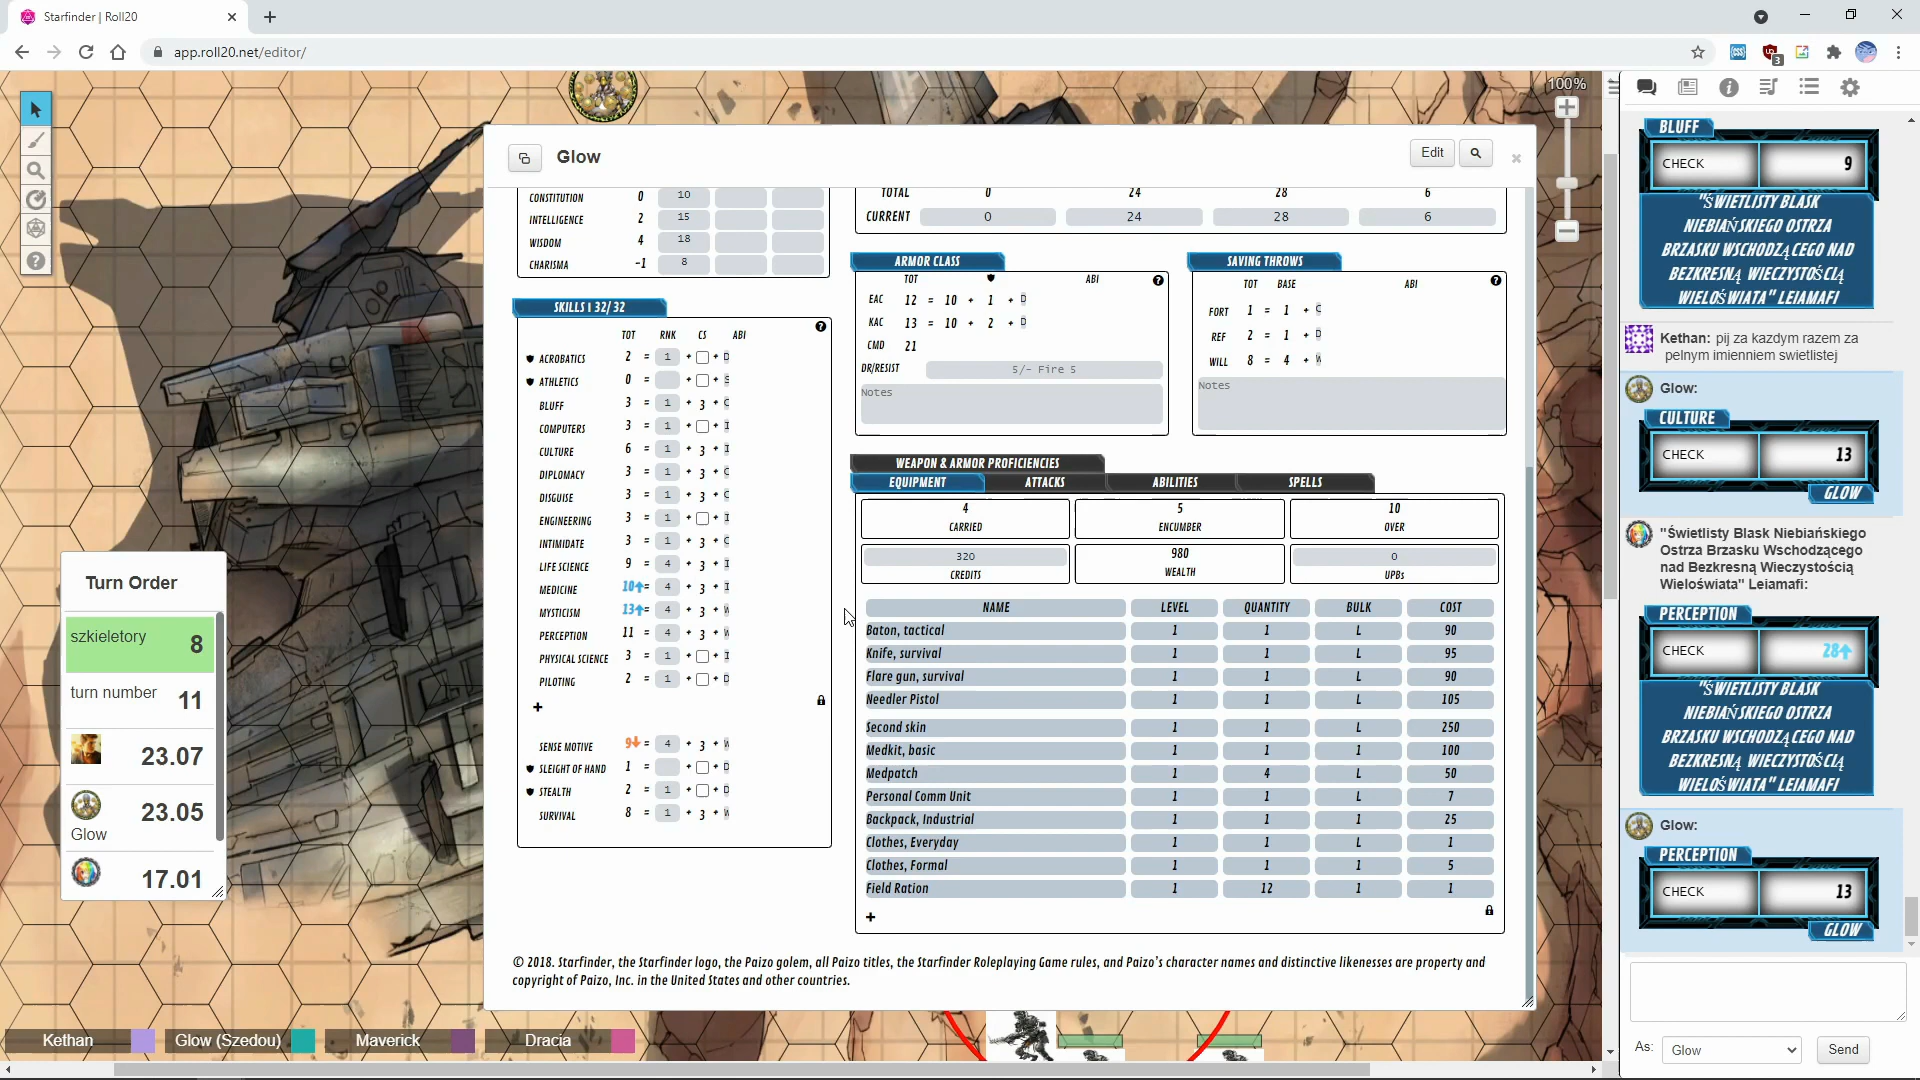 Starfinder | Roll20
app.roll20.net/editor/
3
100%
Glow
Edit
CONSTITUTION 0 10
INTELLIGENCE 2 15
WISDOM 4 18
CHARISMA -1 8
SKILLS | 32/32
TOT RNK CS ABI
ACROBATICS 2 = 1 + + D
ATHLETICS 0 = + + S
BLUFF 3 = 1 + 3 + C
COMPUTERS 3 = 1 + + I
CULTURE 6 = 1 + 3 + I
DIPLOMACY 3 = 1 + 3 + C
DISGUISE 3 = 1 + 3 + C
ENGINEERING 3 = 1 + + I
INTIMIDATE 3 = 1 + 3 + C
LIFE SCIENCE 9 = 4 + 3 + I
MEDICINE 10 = 4 + 3 + I
MYSTICISM 13 = 4 + 3 + W
PERCEPTION 11 = 4 + 3 + W
PHYSICAL SCIENCE 3 = 1 + + I
PILOTING 2 = 1 + + D
+
SENSE MOTIVE 9 = 4 + 3 + W
SLEIGHT OF HAND 1 = + + D
STEALTH 2 = 1 + + D
SURVIVAL 8 = 1 + 3 + W
TOTAL 0 24 28 6
CURRENT 0 24 28 6
ARMOR CLASS
TOT ABI
EAC 12 = 10 + 1 + D
KAC 13 = 10 + 2 + D
CMD 21
DR/RESIST 5/- Fire 5
Notes
SAVING THROWS
TOT BASE ABI
FORT 1 = 1 + C
REF 2 = 1 + D
WILL 8 = 4 + W
Notes
WEAPON & ARMOR PROFICIENCIES
EQUIPMENT ATTACKS ABILITIES SPELLS
4 5 10
CARRIED ENCUMBER OVER
320 980 0
CREDITS WEALTH UPBs
NAME LEVEL QUANTITY BULK COST
Baton, tactical 1 1 L 90
Knife, survival 1 1 L 95
Flare gun, survival 1 1 L 90
Needler Pistol 1 1 L 105
Second skin 1 1 L 250
Medkit, basic 1 1 1 100
Medpatch 1 4 L 50
Personal Comm Unit 1 1 L 7
Backpack, Industrial 1 1 1 25
Clothes, Everyday 1 1 L 1
Clothes, Formal 1 1 1 5
Field Ration 1 12 1 1
+
© 2018. Starfinder, the Starfinder logo, the Paizo golem, all Paizo titles, the Starfinder Roleplaying Game rules, and Paizo's character names and distinctive likenesses are property and
copyright of Paizo, Inc. in the United States and other countries.
Turn Order
szkieletory 8
turn number 11
23.07
23.05
Glow
17.01
Kethan
Glow (Szedou)
Maverick
Dracia
BLUFF
CHECK 9
"ŚWIETLISTY BLASK
NIEBIAŃSKIEGO OSTRZA
BRZASKU WSCHODZĄCEGO NAD
BEZKRESNĄ WIECZYSTOŚCIĄ
WIELOŚWIATA" LEIAMAFI
Kethan: pij za kazdym razem za
pelnym imienniem swietlistej
Glow:
CULTURE
CHECK 13
GLOW
"Świetlisty Blask Niebiańskiego
Ostrza Brzasku Wschodzącego
nad Bezkresną Wieczystością
Wieloświata" Leiamafi:
PERCEPTION
CHECK 28
"ŚWIETLISTY BLASK
NIEBIAŃSKIEGO OSTRZA
BRZASKU WSCHODZĄCEGO NAD
BEZKRESNĄ WIECZYSTOŚCIĄ
WIELOŚWIATA" LEIAMAFI
Glow:
PERCEPTION
CHECK 13
GLOW
As: Glow Send